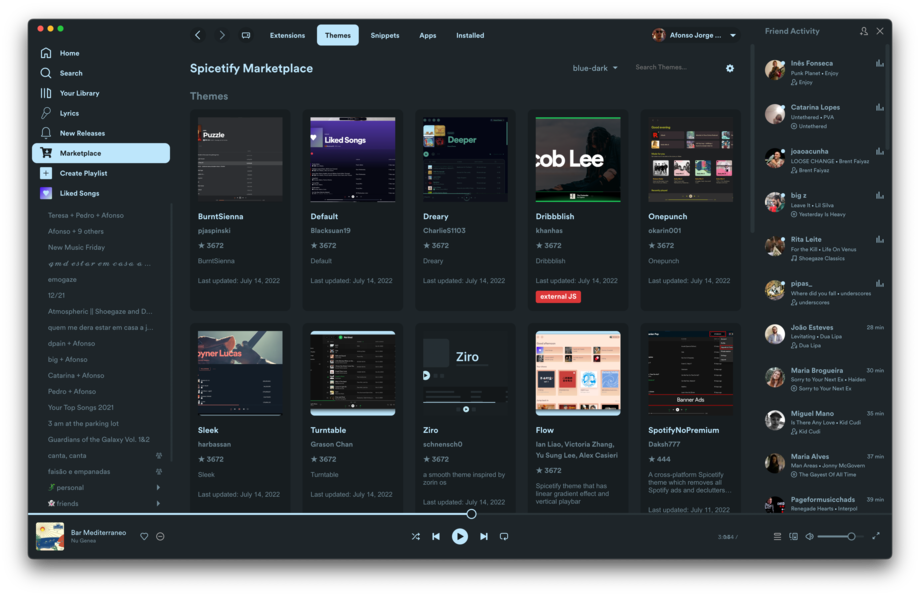 Extensions
Themes
Snippets
Apps
Installed
Afonso Jorge ...
Home
Search
Your Library
Lyrics
New Releases
Marketplace
Create Playlist
Liked Songs
Teresa + Pedro + Afonso
Afonso + 9 others
New Music Friday
𝓺𝓶𝓭 𝓮𝓼𝓽𝓪𝓻 𝓮𝓶 𝓬𝓪𝓼𝓪 𝓪 ...
emogaze
12/21
Atmospheric || Shoegaze and D...
quem me dera estar em casa a j...
dpain + Afonso
big + Afonso
Catarina + Afonso
Pedro + Afonso
Your Top Songs 2021
3 am at the parking lot
Guardians of the Galaxy Vol. 1&2
canta, canta
faisão e empanadas
personal
friends
Spicetify Marketplace
blue-dark
Search Themes...
Themes
Puzzle
BurntSienna
pjaspinski
★ 3672
BurntSienna
Last updated: July 14, 2022
Liked Songs
Default
Blacksuan19
★ 3672
Default
Last updated: July 14, 2022
Deeper
Dreary
CharlieS1103
★ 3672
Dreary
Last updated: July 14, 2022
cob Lee
Dribbblish
khanhas
★ 3672
Dribbblish
Last updated: July 14, 2022
external JS
Good evening
Onepunch
okarin001
★ 3672
Onepunch
Last updated: July 14, 2022
oyner Lucas
Sleek
harbassan
★ 3672
Sleek
Last updated: July 14, 2022
Turntable
Grason Chan
★ 3672
Turntable
Last updated: July 14, 2022
Ziro
Ziro
schnensch0
★ 3672
a smooth theme inspired by
zorin os
Last updated: July 14, 2022
Flow
Ian Liao, Victoria Zhang,
Yu Sung Lee, Alex Casieri
★ 3672
Spicetify theme that has
linear gradient effect and
vertical playbar
Banner Ads
SpotifyNoPremium
Daksh777
★ 444
A cross-platform Spicetify
theme which removes all
Spotify ads and declutters...
Last updated: July 11, 2022
Friend Activity
Inês Fonseca
Punk Planet • Enjoy
Enjoy
Catarina Lopes
Untethered • PVA
Untethered
joaoacunha
LOOSE CHANGE • Brent Faiyaz
Brent Faiyaz
big z
Leave It • Lil Silva
Yesterday Is Heavy
Rita Leite
For the Kill • Life On Venus
Shoegaze Classics
pipas_
Where did you fall • underscores
underscores
João Esteves
28 min
Levitating • Dua Lipa
Dua Lipa
Maria Brogueira
30 min
Sorry to Your Next Ex • Haiden
Sorry to Your Next Ex
Miguel Mano
35 min
Is There Any Love • Kid Cudi
Kid Cudi
Maria Alves
37 min
Man Areas • Jonny McGovern
The Gayest Of All Time
Pageformusicchads
39 min
Renegade Hearts • Interpol
Bar Mediterraneo
Nu Genea